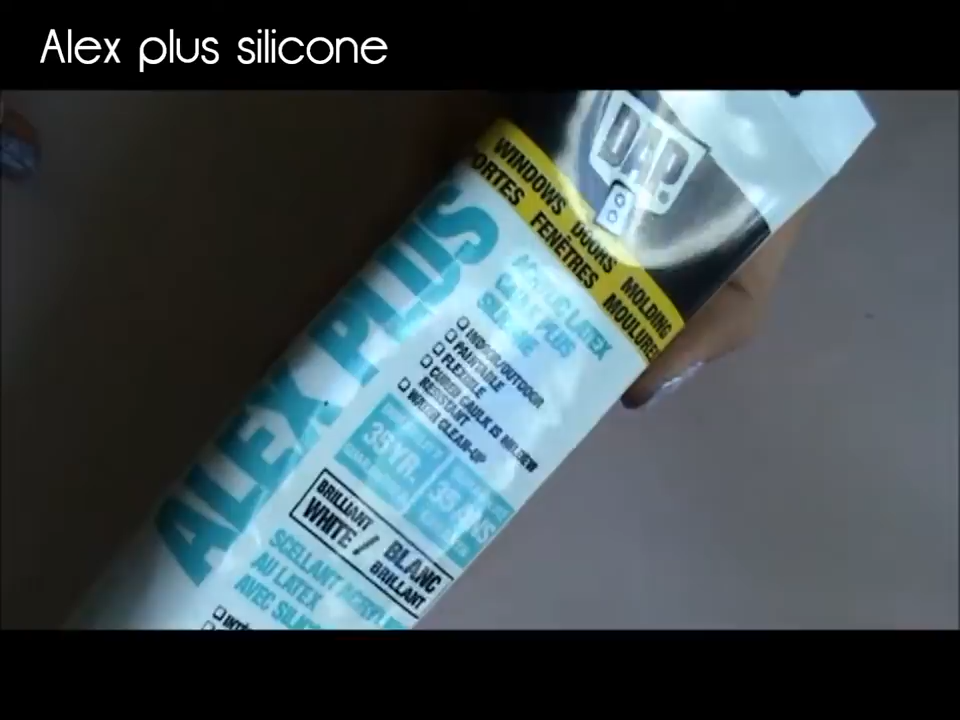 Alex plus silicone
DAP.
WINDOWS DOORS MOLDING
PORTES FENÊTRES MOULURES
ALEX PLUS
ACRYLIC LATEX
CAULK PLUS
SILICONE
INDOOR/OUTDOOR
PAINTABLE
FLEXIBLE
CURED CAULK IS MILDEW
RESISTANT
WATER CLEAN-UP
35 YR.
35 ANS
BRILLIANT
WHITE / BLANC
BRILLANT
SCELLANT ACRYLIQUE
AU LATEX
AVEC SILICONE